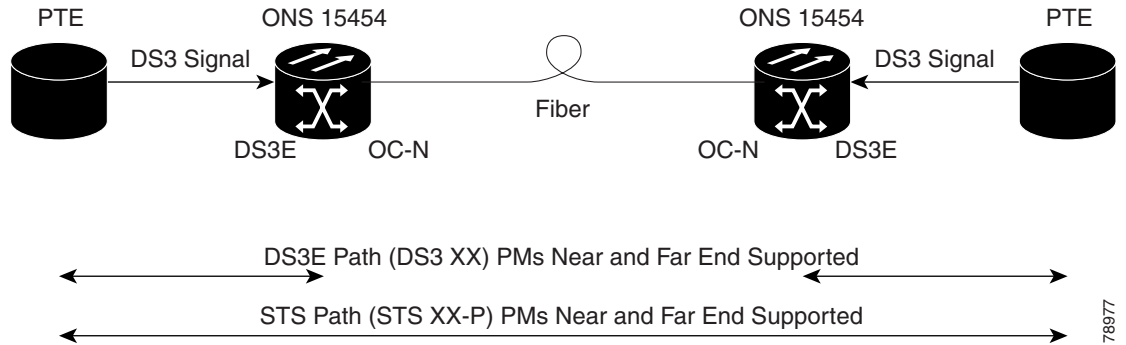 PTE
ONS 15454
ONS 15454
PTE
DS3 Signal
DS3 Signal
Fiber
DS3E
OC-N
OC-N
DS3E
DS3E Path (DS3 XX) PMs Near and Far End Supported
STS Path (STS XX-P) PMs Near and Far End Supported
78977